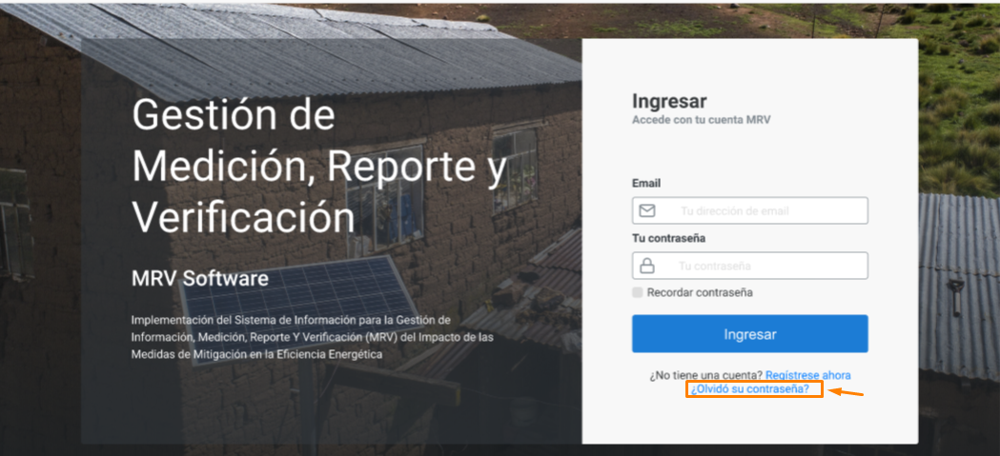 Gestión de
Medición, Reporte y
Verificación
MRV Software
Implementación del Sistema de Información para la Gestión de
Información, Medición, Reporte Y Verificación (MRV) del Impacto de las
Medidas de Mitigación en la Eficiencia Energética
Ingresar
Accede con tu cuenta MRV
Email
Tu dirección de email
Tu contraseña
Tu contraseña
Recordar contraseña
Ingresar
¿No tiene una cuenta? Regístrese ahora
¿Olvidó su contraseña?